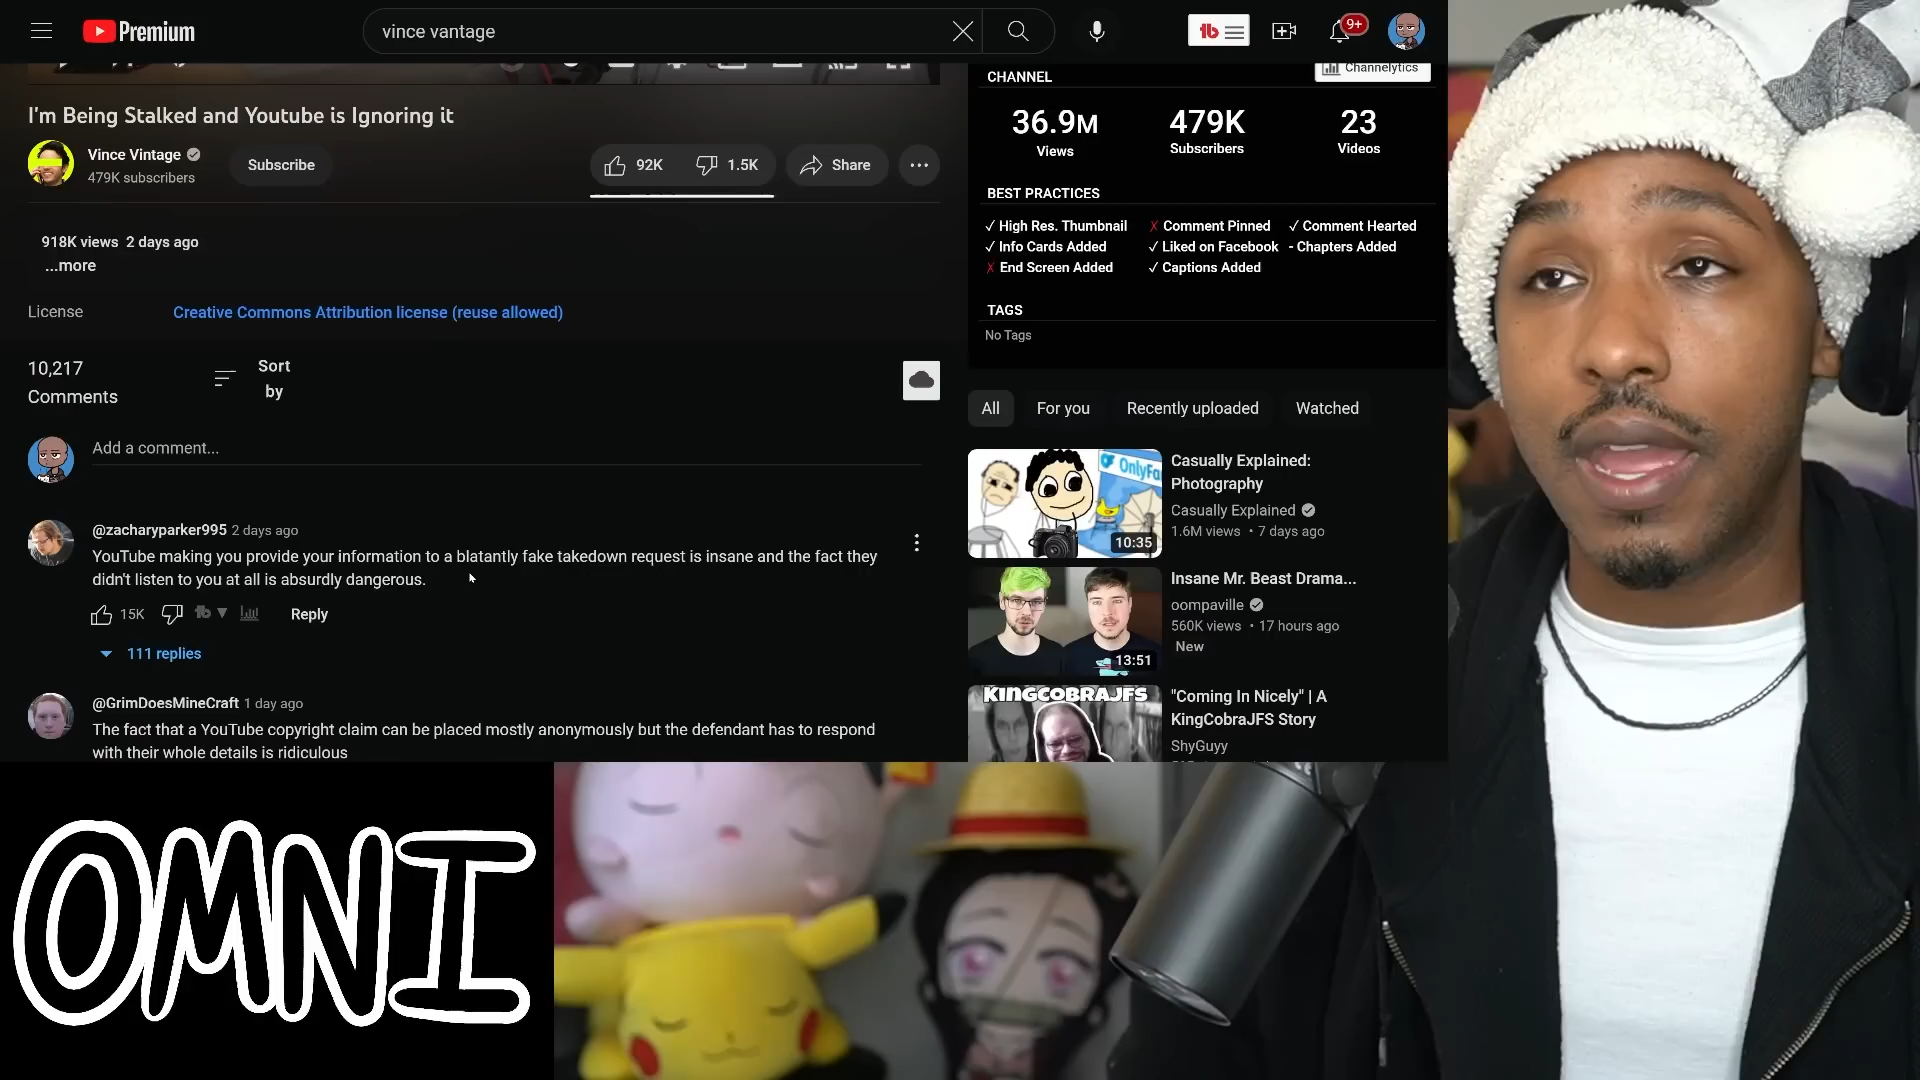 Premium
vince vantage
tb
9+
I'm Being Stalked and Youtube is Ignoring it
Vince Vintage
479K subscribers
Subscribe
92K
1.5K
Share
918K views 2 days ago
...more
License
Creative Commons Attribution license (reuse allowed)
10,217
Comments
Sort
by
Add a comment...
@zacharyparker995 2 days ago
YouTube making you provide your information to a blatantly fake takedown request is insane and the fact they
didn't listen to you at all is absurdly dangerous.
15K
tb
Reply
111 replies
@GrimDoesMineCraft 1 day ago
The fact that a YouTube copyright claim can be placed mostly anonymously but the defendant has to respond
with their whole details is ridiculous
CHANNEL
Channelytics
36.9M
Views
479K
Subscribers
23
Videos
BEST PRACTICES
✓ High Res. Thumbnail
✗ Comment Pinned
✓ Comment Hearted
✓ Info Cards Added
✓ Liked on Facebook
- Chapters Added
✗ End Screen Added
✓ Captions Added
TAGS
No Tags
All
For you
Recently uploaded
Watched
OnlyFa
10:35
Casually Explained:
Photography
Casually Explained
1.6M views • 7 days ago
13:51
Insane Mr. Beast Drama...
oompaville
560K views • 17 hours ago
New
KINGCOBRAJFS
"Coming In Nicely" | A
KingCobraJFS Story
ShyGuyy
OMNI